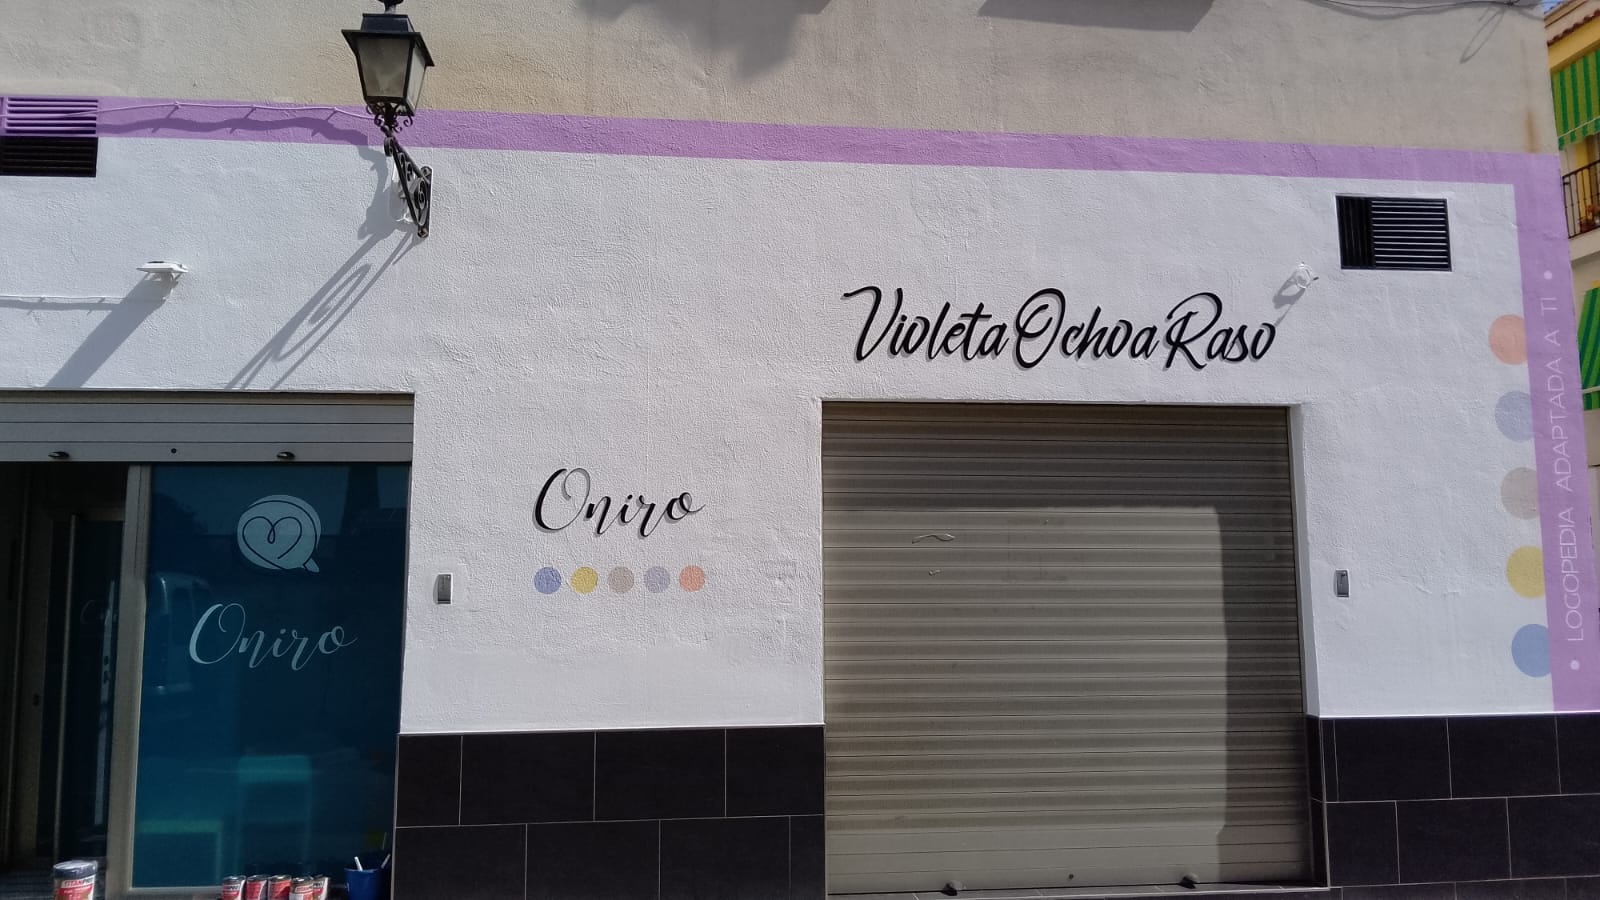 Violeta Ochoa Raso
Oniro
Oniro
• LOGOPEDIA ADAPTADA A TI •